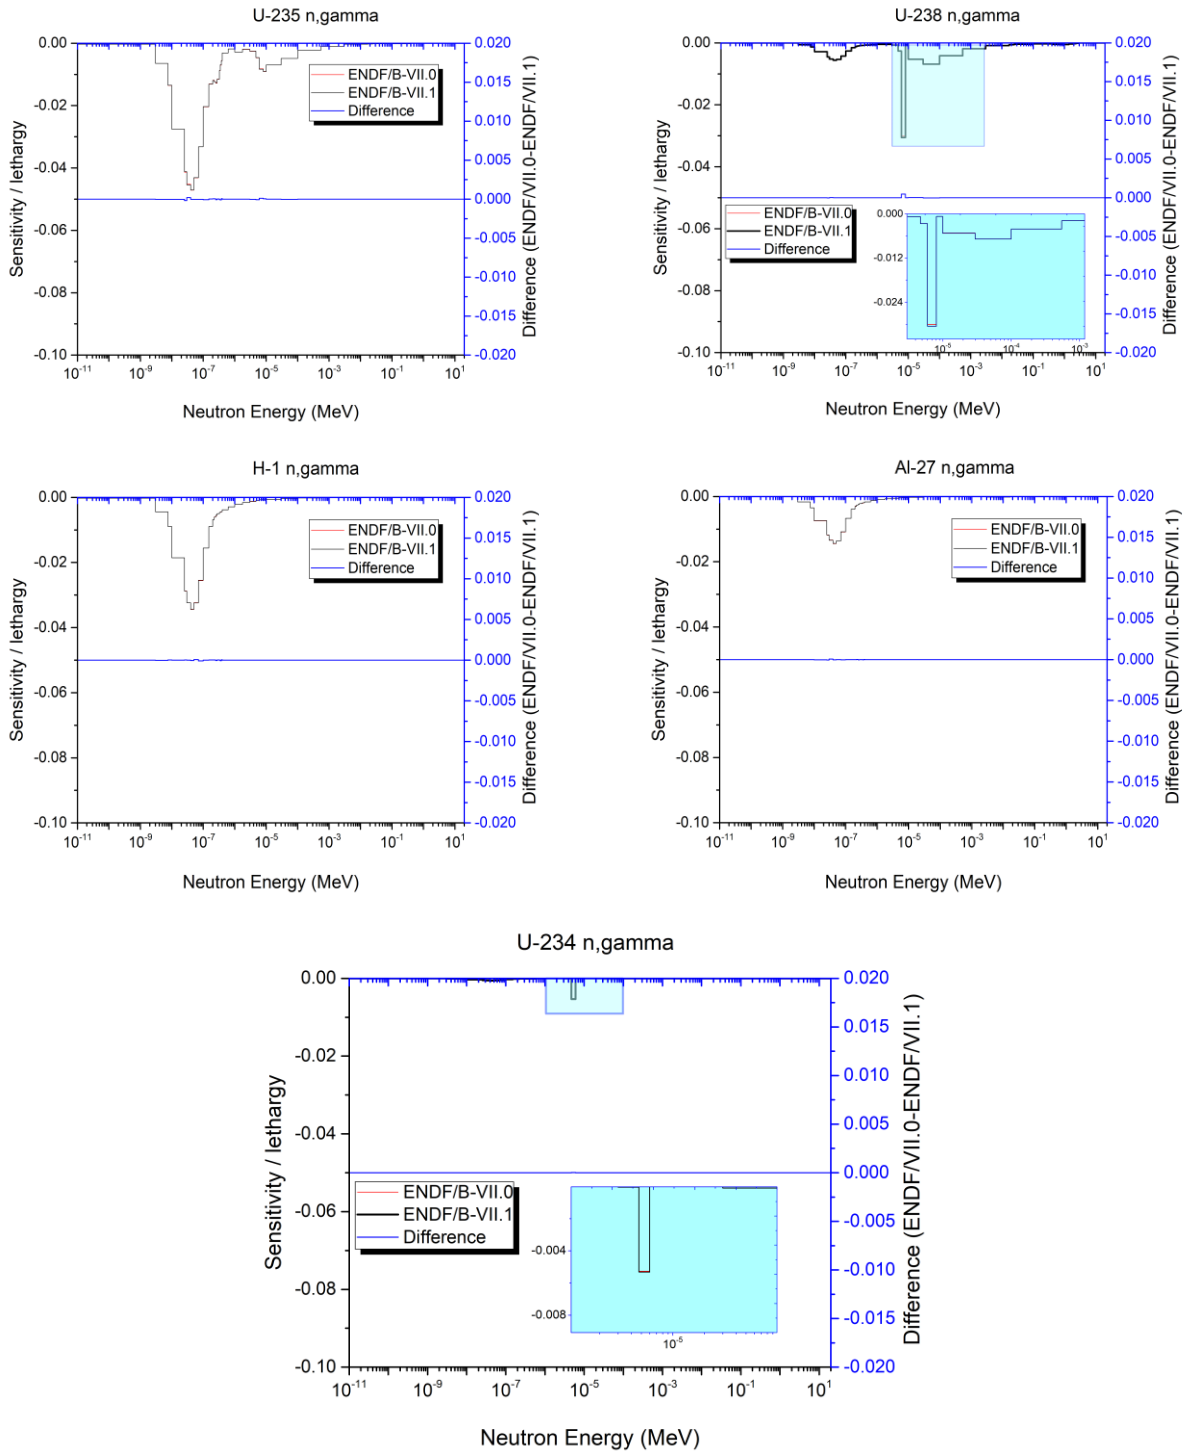 U-235 n,gamma
0.00
-0.02
-0.04
-0.06
-0.08
-0.10
Sensitivity / lethargy
ENDF/B-VII.0
ENDF/B-VII.1
Difference
0.020
0.015
0.010
0.005
0.000
-0.005
-0.010
-0.015
-0.020
Difference (ENDF/VII.0-ENDF/VII.1)
10^-11 10^-9 10^-7 10^-5 10^-3 10^-1 10^1
Neutron Energy (MeV)
U-238 n,gamma
0.00
-0.02
-0.04
-0.06
-0.08
-0.10
Sensitivity / lethargy
ENDF/B-VII.0
ENDF/B-VII.1
Difference
0.000
-0.012
-0.024
10^-5 10^-4 10^-3
0.020
0.015
0.010
0.005
0.000
-0.005
-0.010
-0.015
-0.020
Difference (ENDF/VII.0-ENDF/VII.1)
10^-11 10^-9 10^-7 10^-5 10^-3 10^-1 10^1
Neutron Energy (MeV)
H-1 n,gamma
0.00
-0.02
-0.04
-0.06
-0.08
-0.10
Sensitivity / lethargy
ENDF/B-VII.0
ENDF/B-VII.1
Difference
0.020
0.015
0.010
0.005
0.000
-0.005
-0.010
-0.015
-0.020
Difference (ENDF/VII.0-ENDF/VII.1)
10^-11 10^-9 10^-7 10^-5 10^-3 10^-1 10^1
Neutron Energy (MeV)
Al-27 n,gamma
0.00
-0.02
-0.04
-0.06
-0.08
-0.10
Sensitivity / lethargy
ENDF/B-VII.0
ENDF/B-VII.1
Difference
0.020
0.015
0.010
0.005
0.000
-0.005
-0.010
-0.015
-0.020
Difference (ENDF/VII.0-ENDF/VII.1)
10^-11 10^-9 10^-7 10^-5 10^-3 10^-1 10^1
Neutron Energy (MeV)
U-234 n,gamma
0.00
-0.02
-0.04
-0.06
-0.08
-0.10
Sensitivity / lethargy
ENDF/B-VII.0
ENDF/B-VII.1
Difference
-0.004
-0.008
10^-5
0.020
0.015
0.010
0.005
0.000
-0.005
-0.010
-0.015
-0.020
Difference (ENDF/VII.0-ENDF/VII.1)
10^-11 10^-9 10^-7 10^-5 10^-3 10^-1 10^1
Neutron Energy (MeV)